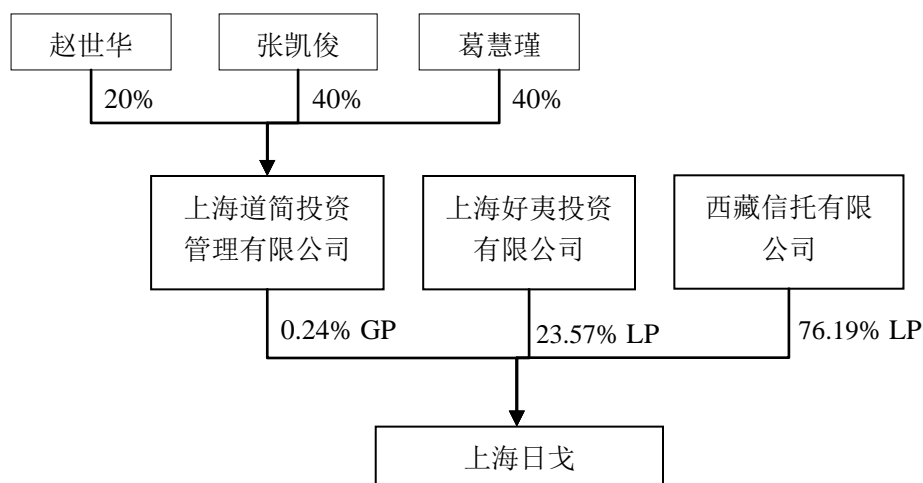 赵世华
张凯俊
葛慧瑾
20%
40%
40%
上海道简投资
管理有限公司
上海好夷投资
有限公司
西藏信托有限
公司
0.24% GP
23.57% LP
76.19% LP
上海日戈